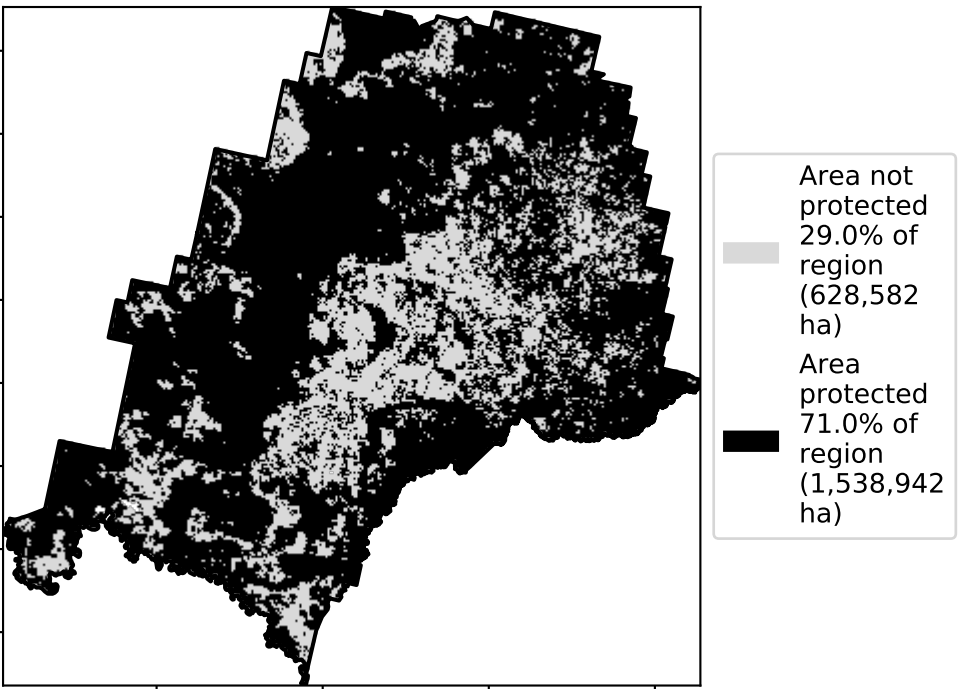 Area not
protected
29.0% of
region
(628,582
ha)
Area
protected
71.0% of
region
(1,538,942
ha)